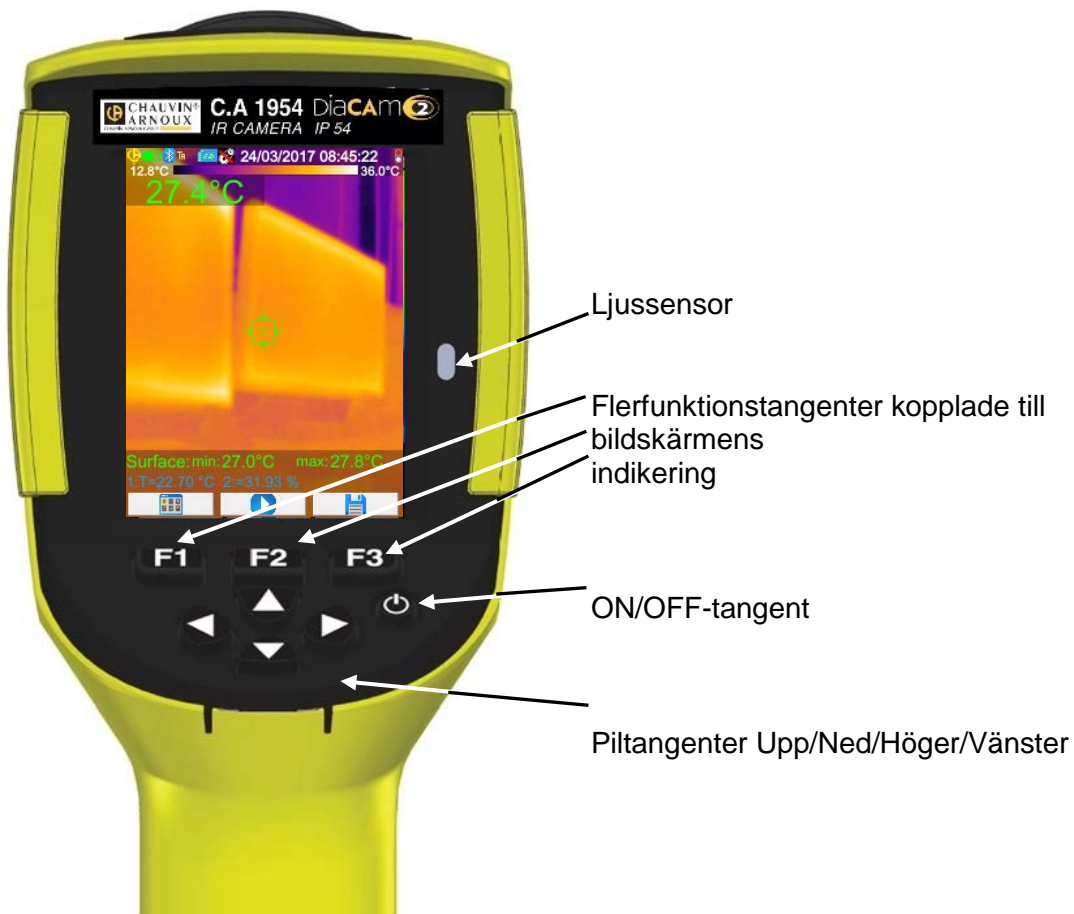 CHAUVIN®
ARNOUX
C.A 1954 DiaCAm 2
IR CAMERA IP 54
24/03/2017 08:45:22
12.8°C 36.0°C
27.4°C
Surface: min: 27.0°C max: 27.8°C
1:T=22.70 °C 2:=31.93 %
F1 F2 F3
Ljussensor
Flerfunktionstangenter kopplade till
bildskärmens
indikering
ON/OFF-tangent
Piltangenter Upp/Ned/Höger/Vänster